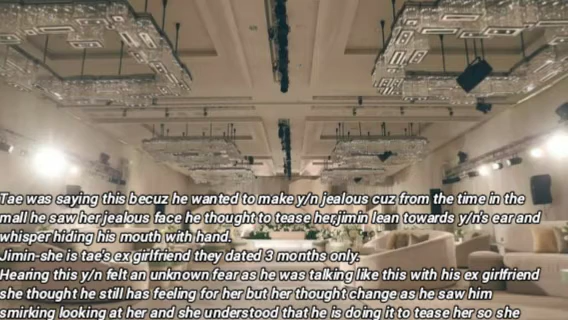 Tae was saying this becuz he wanted to make y/n jealous cuz from the time in the
mall he saw her jealous face he thought to tease her,jimin lean towards y/n's ear and
whisper hiding his mouth with hand.
Jimin-she is tae's ex girlfriend they dated 3 months only.
Hearing this y/n felt an unknown fear as he was talking like this with his ex girlfriend
she thought he still has feeling for her but her thought change as he saw him
smirking looking at her and she understood that he is doing it to tease her so she